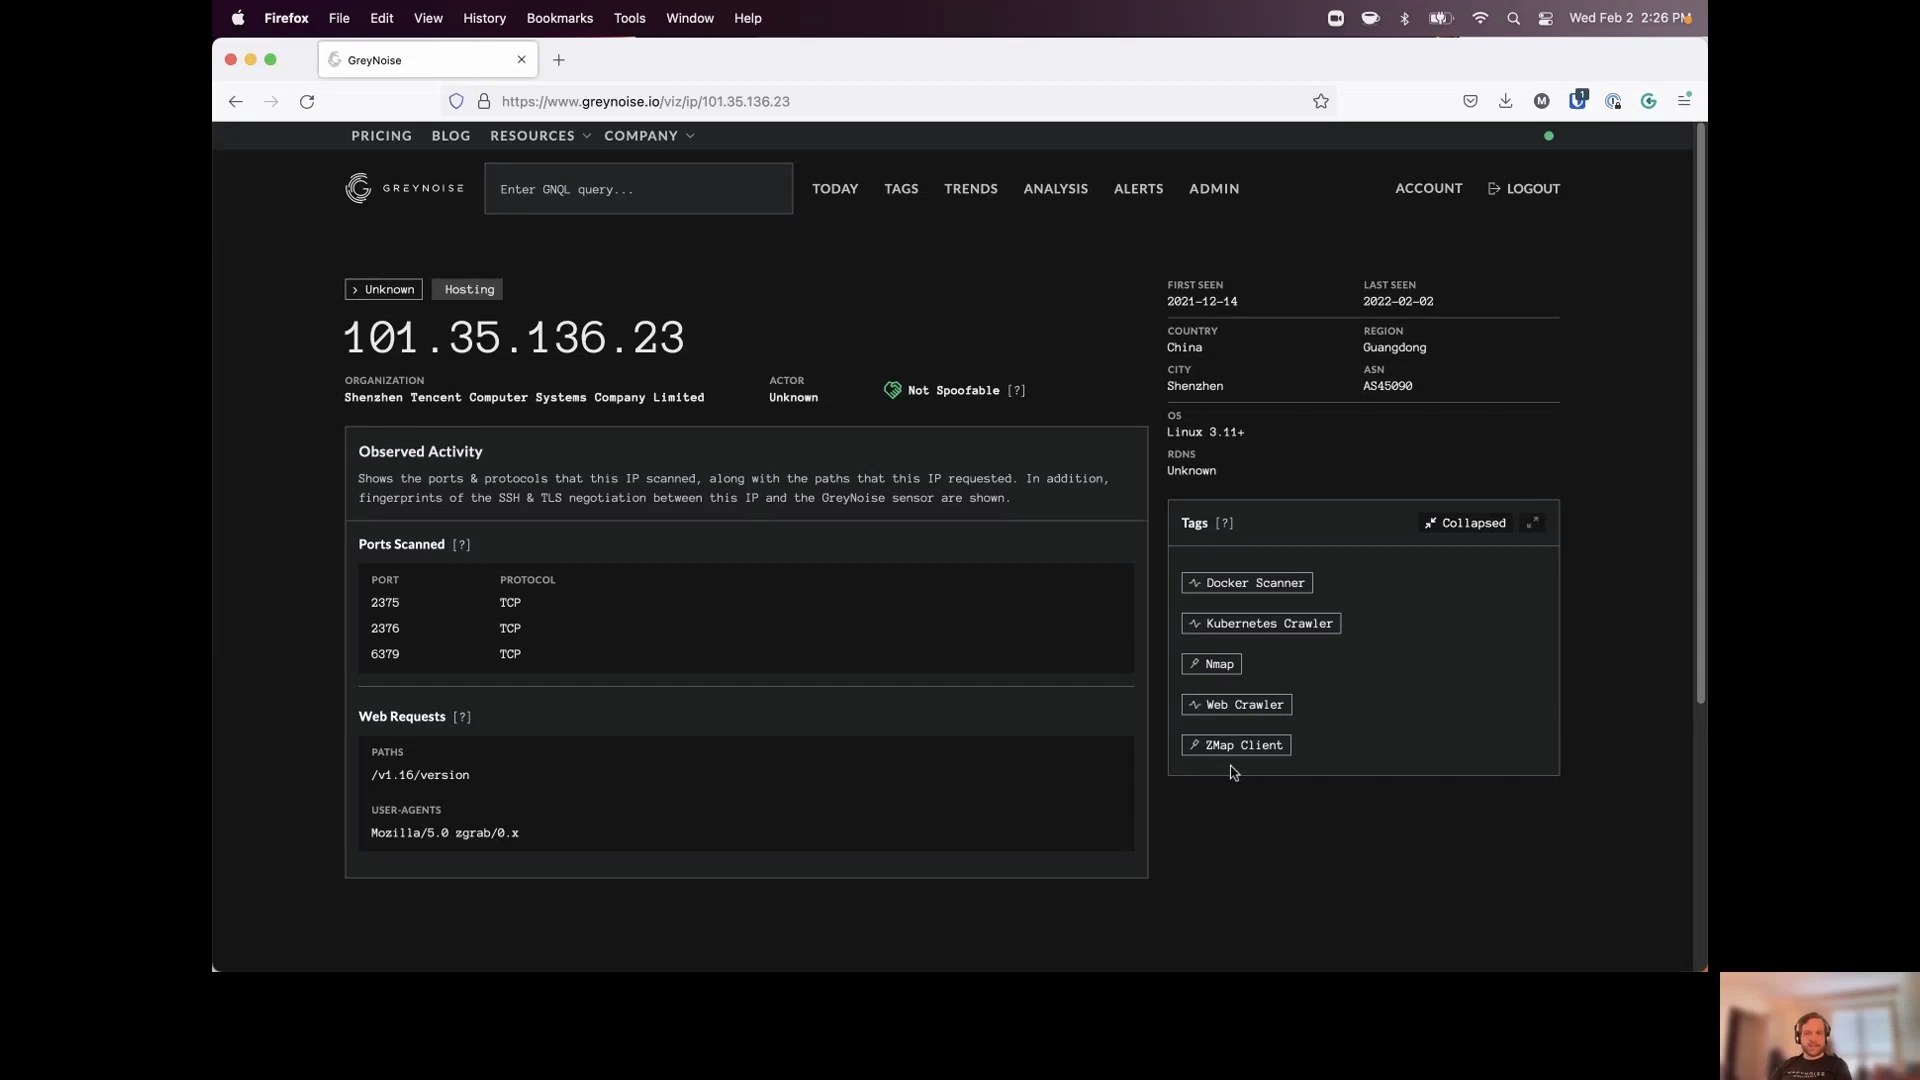 Firefox File Edit View History Bookmarks Tools Window Help
Wed Feb 2 2:26 PM
GreyNoise
https://www.greynoise.io/viz/ip/101.35.136.23
M
1
PRICING BLOG RESOURCES COMPANY
GREYNOISE
Enter GNQL query...
TODAY TAGS TRENDS ANALYSIS ALERTS ADMIN
ACCOUNT LOGOUT
> Unknown
Hosting
101.35.136.23
ORGANIZATION
Shenzhen Tencent Computer Systems Company Limited
ACTOR
Unknown
Not Spoofable [?]
Observed Activity
Shows the ports & protocols that this IP scanned, along with the paths that this IP requested. In addition,
fingerprints of the SSH & TLS negotiation between this IP and the GreyNoise sensor are shown.
Ports Scanned [?]
PORT PROTOCOL
2375 TCP
2376 TCP
6379 TCP
Web Requests [?]
PATHS
/v1.16/version
USER-AGENTS
Mozilla/5.0 zgrab/0.x
FIRST SEEN
2021-12-14
LAST SEEN
2022-02-02
COUNTRY
China
REGION
Guangdong
CITY
Shenzhen
ASN
AS45090
OS
Linux 3.11+
RDNS
Unknown
Tags [?]
Collapsed
Docker Scanner
Kubernetes Crawler
Nmap
Web Crawler
ZMap Client
GREYNOISE